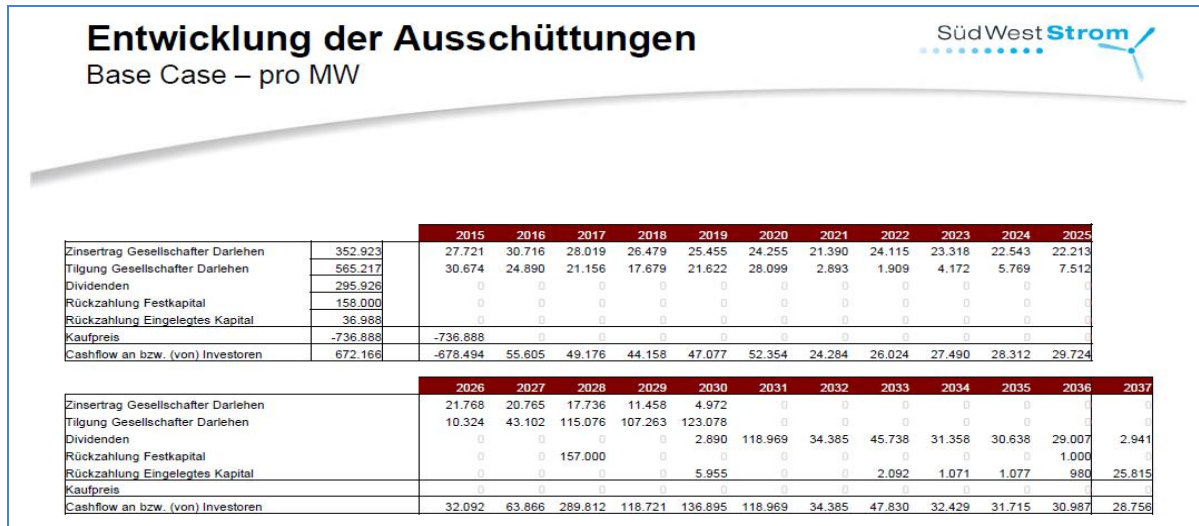 Entwicklung der Ausschüttungen
Base Case – pro MW
SüdWestStrom
2015 2016 2017 2018 2019 2020 2021 2022 2023 2024 2025
Zinsertrag Gesellschafter Darlehen 352.923 27.721 30.716 28.019 26.479 25.455 24.255 21.390 24.115 23.318 22.543 22.213
Tilgung Gesellschafter Darlehen 565.217 30.674 24.890 21.156 17.679 21.622 28.099 2.893 1.909 4.172 5.769 7.512
Dividenden 295.926 0 0 0 0 0 0 0 0 0 0 0
Rückzahlung Festkapital 158.000 0 0 0 0 0 0 0 0 0 0 0
Rückzahlung Eingelegtes Kapital 36.988 0 0 0 0 0 0 0 0 0 0 0
Kaufpreis -736.888 -736.888 0 0 0 0 0 0 0 0 0 0
Cashflow an bzw. (von) Investoren 672.166 -678.494 55.605 49.176 44.158 47.077 52.354 24.284 26.024 27.490 28.312 29.724
2026 2027 2028 2029 2030 2031 2032 2033 2034 2035 2036 2037
Zinsertrag Gesellschafter Darlehen 21.768 20.765 17.736 11.458 4.972 0 0 0 0 0 0 0
Tilgung Gesellschafter Darlehen 10.324 43.102 115.076 107.263 123.078 0 0 0 0 0 0 0
Dividenden 0 0 0 0 2.890 118.969 34.385 45.738 31.358 30.638 29.007 2.941
Rückzahlung Festkapital 0 0 157.000 0 0 0 0 0 0 0 1.000 0
Rückzahlung Eingelegtes Kapital 0 0 0 0 5.955 0 0 2.092 1.071 1.077 980 25.815
Kaufpreis 0 0 0 0 0 0 0 0 0 0 0 0
Cashflow an bzw. (von) Investoren 32.092 63.866 289.812 118.721 136.895 118.969 34.385 47.830 32.429 31.715 30.987 28.756